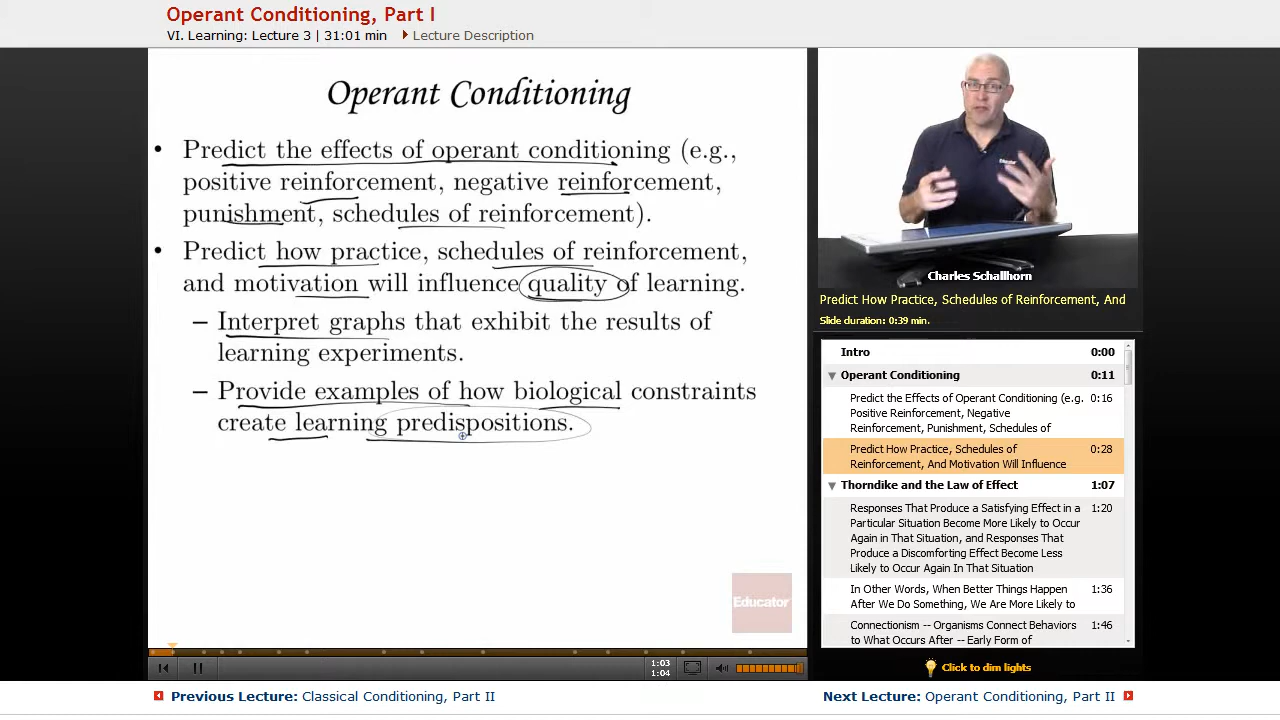 Operant Conditioning, Part I
VI. Learning: Lecture 3 | 31:01 min
Lecture Description
Operant Conditioning
• Predict the effects of operant conditioning (e.g.,
positive reinforcement, negative reinforcement,
punishment, schedules of reinforcement).
• Predict how practice, schedules of reinforcement,
and motivation will influence quality of learning.
– Interpret graphs that exhibit the results of
learning experiments.
– Provide examples of how biological constraints
create learning predispositions.
Educator
Educator
Charles Schallhorn
Predict How Practice, Schedules of Reinforcement, And
Slide duration: 0:39 min.
Intro 0:00
Operant Conditioning 0:11
Predict the Effects of Operant Conditioning (e.g. 0:16
Positive Reinforcement, Negative
Reinforcement, Punishment, Schedules of
Predict How Practice, Schedules of 0:28
Reinforcement, And Motivation Will Influence
Thorndike and the Law of Effect 1:07
Responses That Produce a Satisfying Effect in a 1:20
Particular Situation Become More Likely to Occur
Again in That Situation, and Responses That
Produce a Discomforting Effect Become Less
Likely to Occur Again In That Situation
In Other Words, When Better Things Happen 1:36
After We Do Something, We Are More Likely to
Connectionism -- Organisms Connect Behaviors 1:46
to What Occurs After -- Early Form of
1:03
1:04
Click to dim lights
Previous Lecture: Classical Conditioning, Part II
Next Lecture: Operant Conditioning, Part II